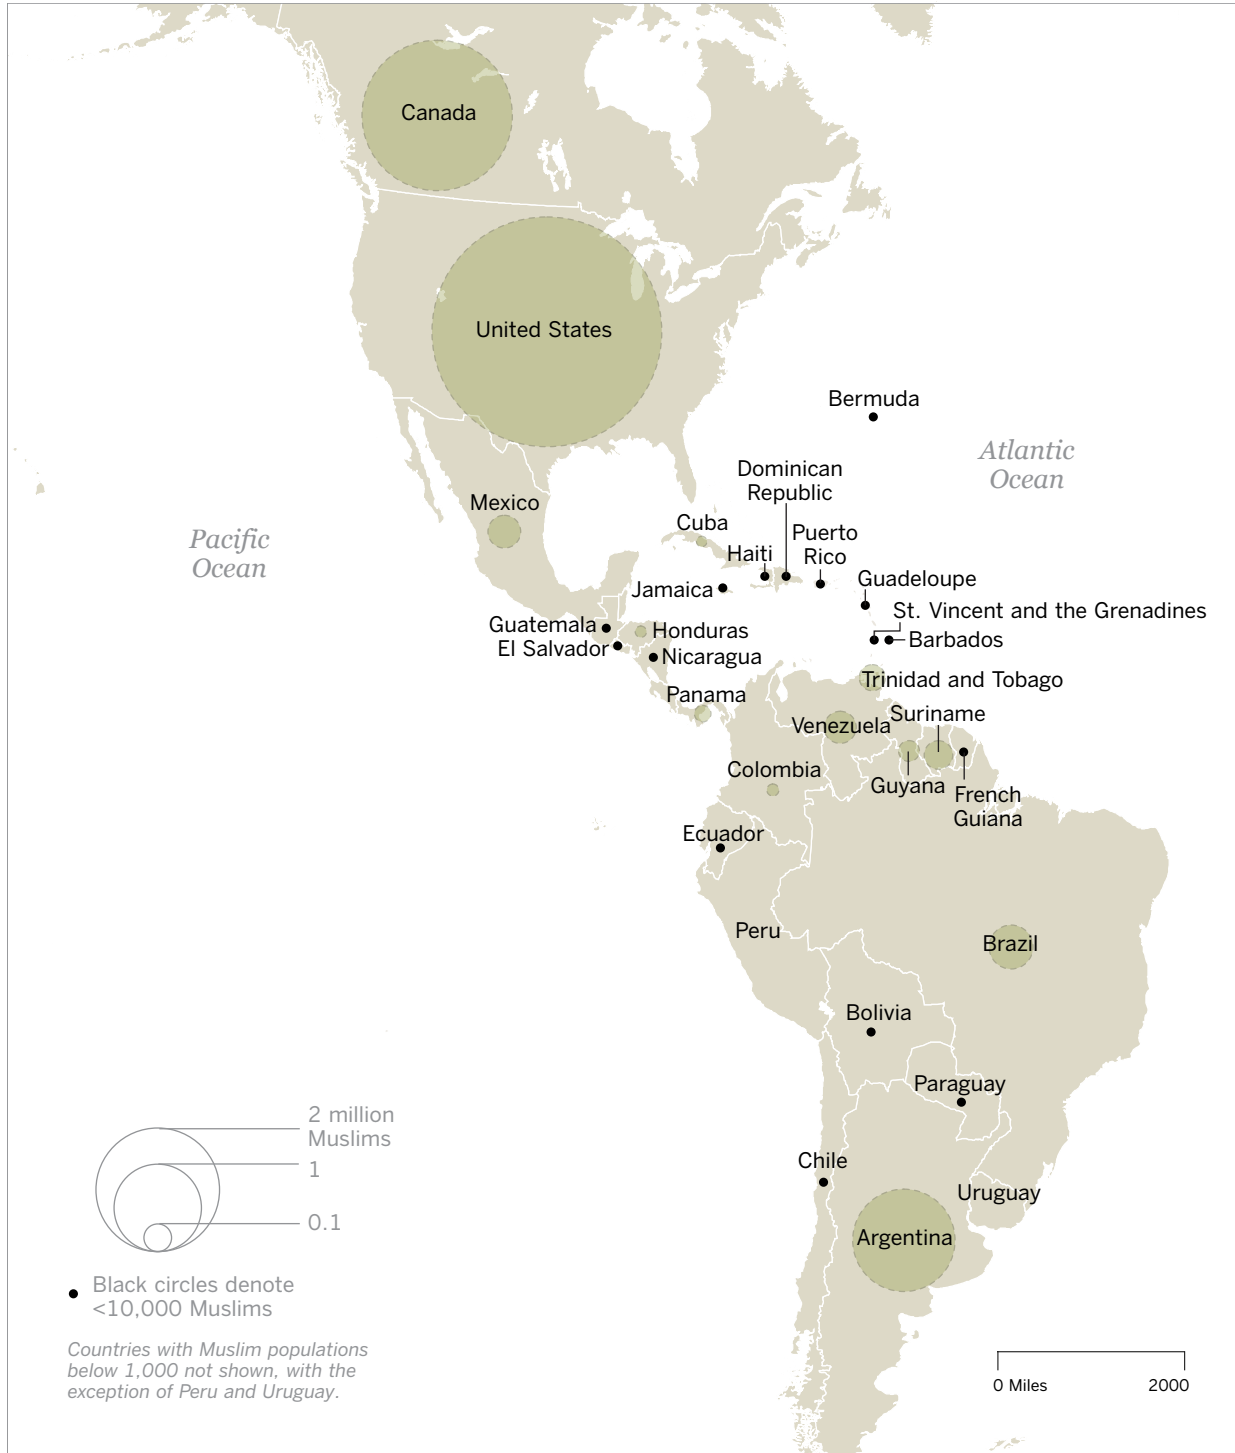 Canada
United States
Bermuda
Atlantic
Ocean
Dominican
Republic
Mexico
Cuba
Puerto
Rico
Pacific
Ocean
Haiti
Guadeloupe
Jamaica
St. Vincent and the Grenadines
Guatemala
Honduras
Barbados
El Salvador
Nicaragua
Trinidad and Tobago
Panama
Suriname
Venezuela
Colombia
Guyana
French
Guiana
Ecuador
Peru
Brazil
Bolivia
Paraguay
Chile
Uruguay
Argentina
2 million
Muslims
1
0.1
Black circles denote
<10,000 Muslims
Countries with Muslim populations
below 1,000 not shown, with the
exception of Peru and Uruguay.
0 Miles 2000